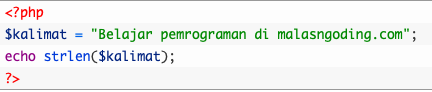 <?php
$kalimat = "Belajar pemrograman di malasngoding.com";
echo strlen($kalimat);
?>